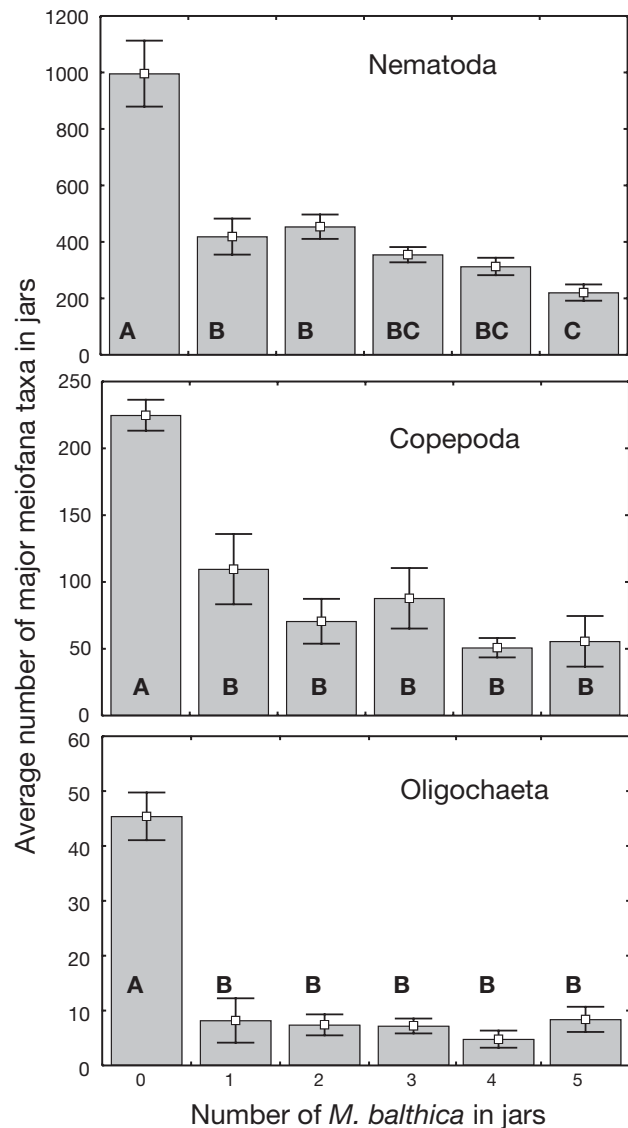 Average number of major meiofana taxa in jars
Nematoda
1200
1000
800
600
400
200
0
A B B BC BC C
Copepoda
250
200
150
100
50
0
A B B B B B
Oligochaeta
60
50
40
30
20
10
0
A B B B B B
0 1 2 3 4 5
Number of M. balthica in jars